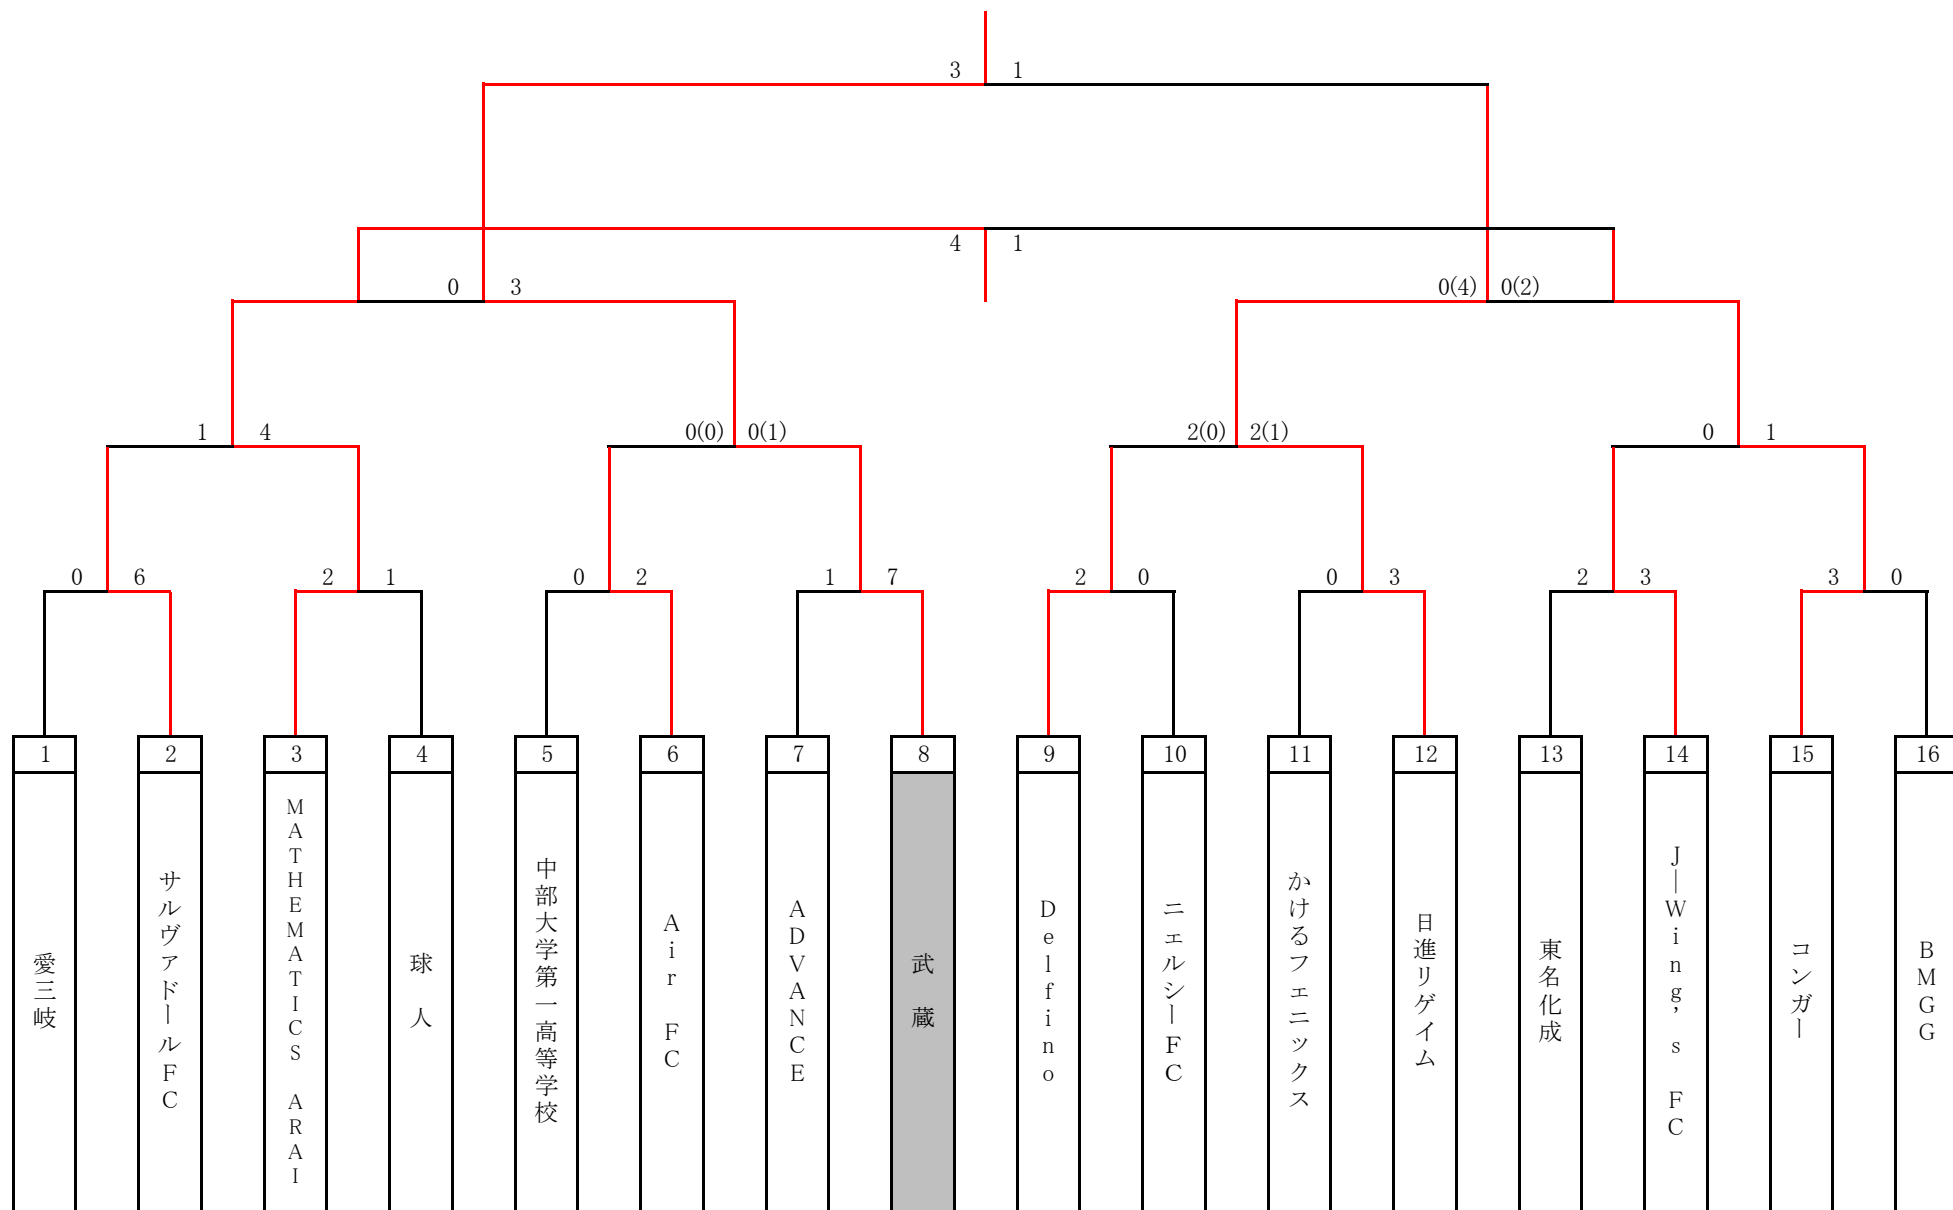 3 1
4 1
0 3 0(4) 0(2)
1 4 0(0) 0(1) 2(0) 2(1) 0 1
0 6 2 1 0 2 1 7 2 0 0 3 2 3 3 0
1 2 3 4 5 6 7 8 9 10 11 12 13 14 15 16
愛三岐
サルヴァドールFC
MATHEMATICS ARAI
球 人
中部大学第一高等学校
Air FC
ADVANCE
武 蔵
Delfino
ニェルシーFC
かけるフェニックス
日進リゲイム
東名化成
J―Wing’s FC
コンガー
BMGG